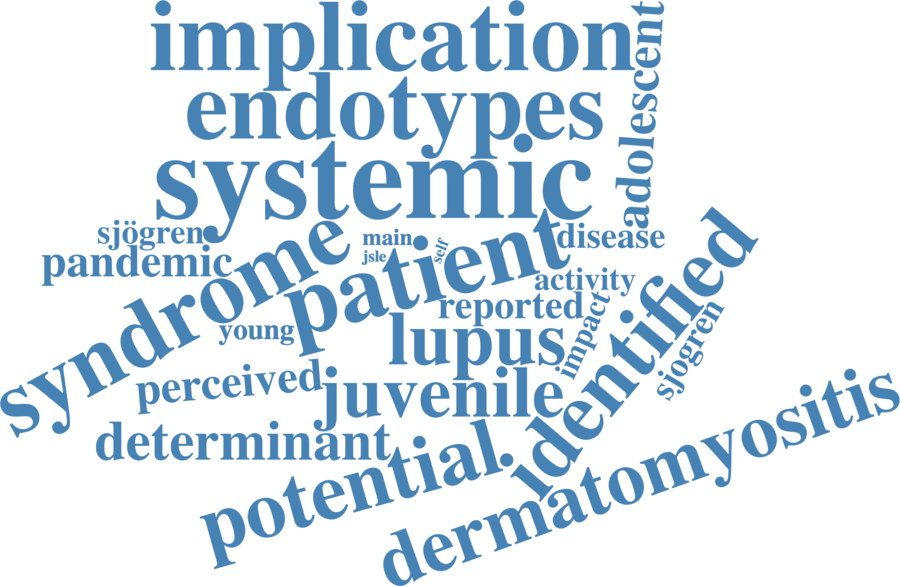 implication
adolescent
endotypes
systemic
sjögren
main
disease
pandemic
jsle
self
syndrome
patient
activity
reported
identified
young
lupus
impact
sjogren
perceived
juvenile
determinant
potential
dermatomyositis